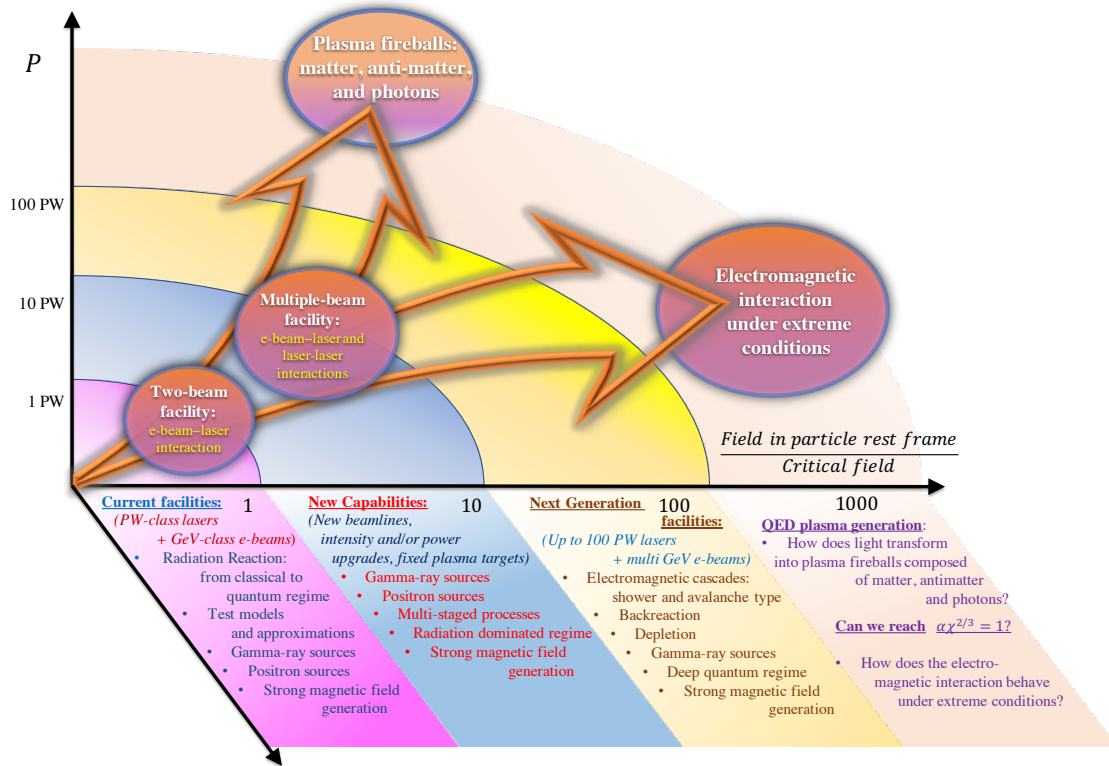 P
Plasma fireballs:
matter, anti-matter,
and photons
100 PW
10 PW
1 PW
Multiple-beam
facility:
e-beam–laser and
laser-laser
interactions
Two-beam
facility:
e-beam–laser
interaction
Electromagnetic
interaction
under extreme
conditions
Field in particle rest frame
Critical field
1
10
100
1000
Current facilities:
(PW-class lasers
+ GeV-class e-beams)
• Radiation Reaction:
from classical to
quantum regime
• Test models
and approximations
• Gamma-ray sources
• Positron sources
• Strong magnetic field
generation
New Capabilities:
(New beamlines,
intensity and/or power
upgrades, fixed plasma targets)
• Gamma-ray sources
• Positron sources
• Multi-staged processes
• Radiation dominated regime
• Strong magnetic field
generation
Next Generation
facilities:
(Up to 100 PW lasers
+ multi GeV e-beams)
• Electromagnetic cascades:
shower and avalanche type
• Backreaction
• Depletion
• Gamma-ray sources
• Deep quantum regime
• Strong magnetic field
generation
QED plasma generation:
• How does light transform
into plasma fireballs composed
of matter, antimatter
and photons?
Can we reach αχ^{2/3} = 1?
• How does the electro-
magnetic interaction behave
under extreme conditions?